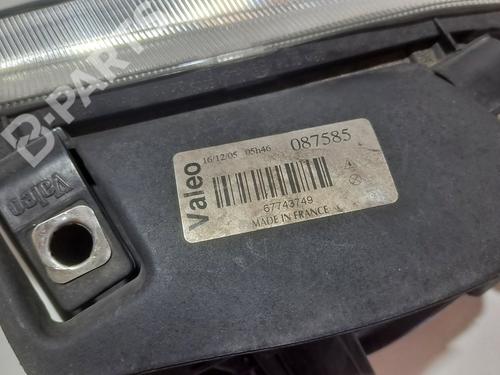 B-PARTS
16/12/05 05h46 087585
Valeo
67743749
MADE IN FRANCE
Valeo